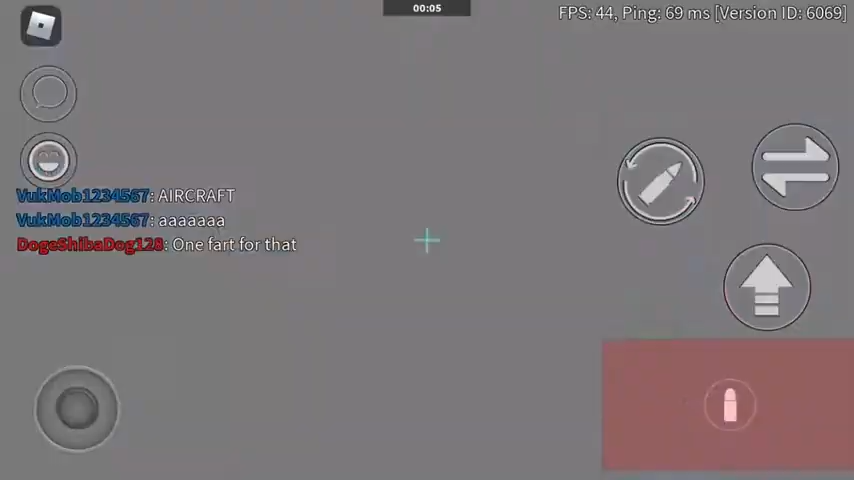 00:05
FPS: 44, Ping: 69 ms [Version ID: 6069]
VukMob1234567: AIRCRAFT
VukMob1234567: aaaaaaa
DogeShibaDog128: One fart for that